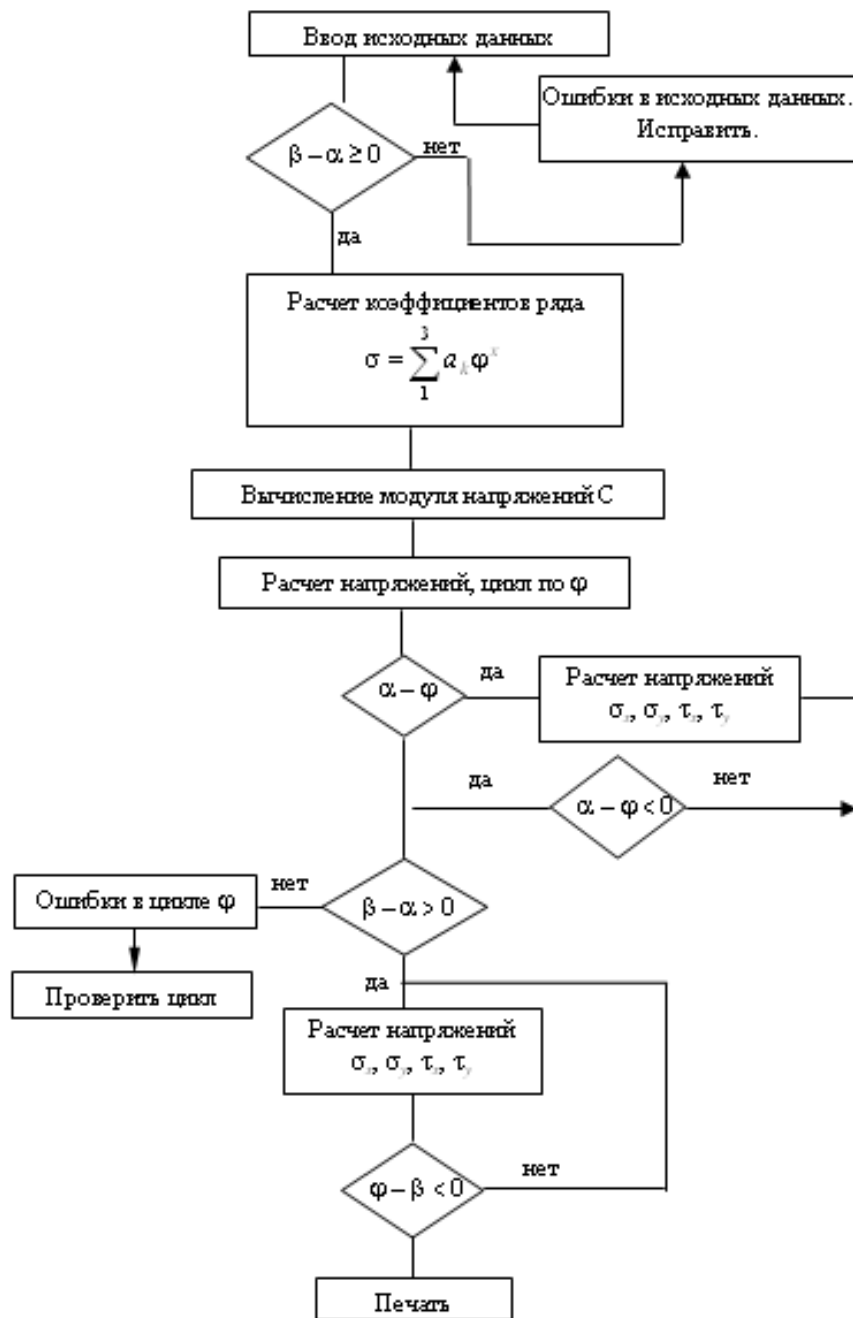 Ввод исходных данных
Ошибки в исходных данных.
Исправить.
β – α ≥ 0
нет
да
Расчет коэффициентов ряда
3
σ = ∑ a_k φ^x
1
Вычисление модуля напряжений С
Расчет напряжений, цикл по φ
α – φ
да
Расчет напряжений
σ_x, σ_y, τ_x, τ_y
да
α – φ < 0
нет
Ошибки в цикле φ
нет
β – α > 0
Проверить цикл
да
Расчет напряжений
σ_x, σ_y, τ_x, τ_y
φ – β < 0
нет
Печать